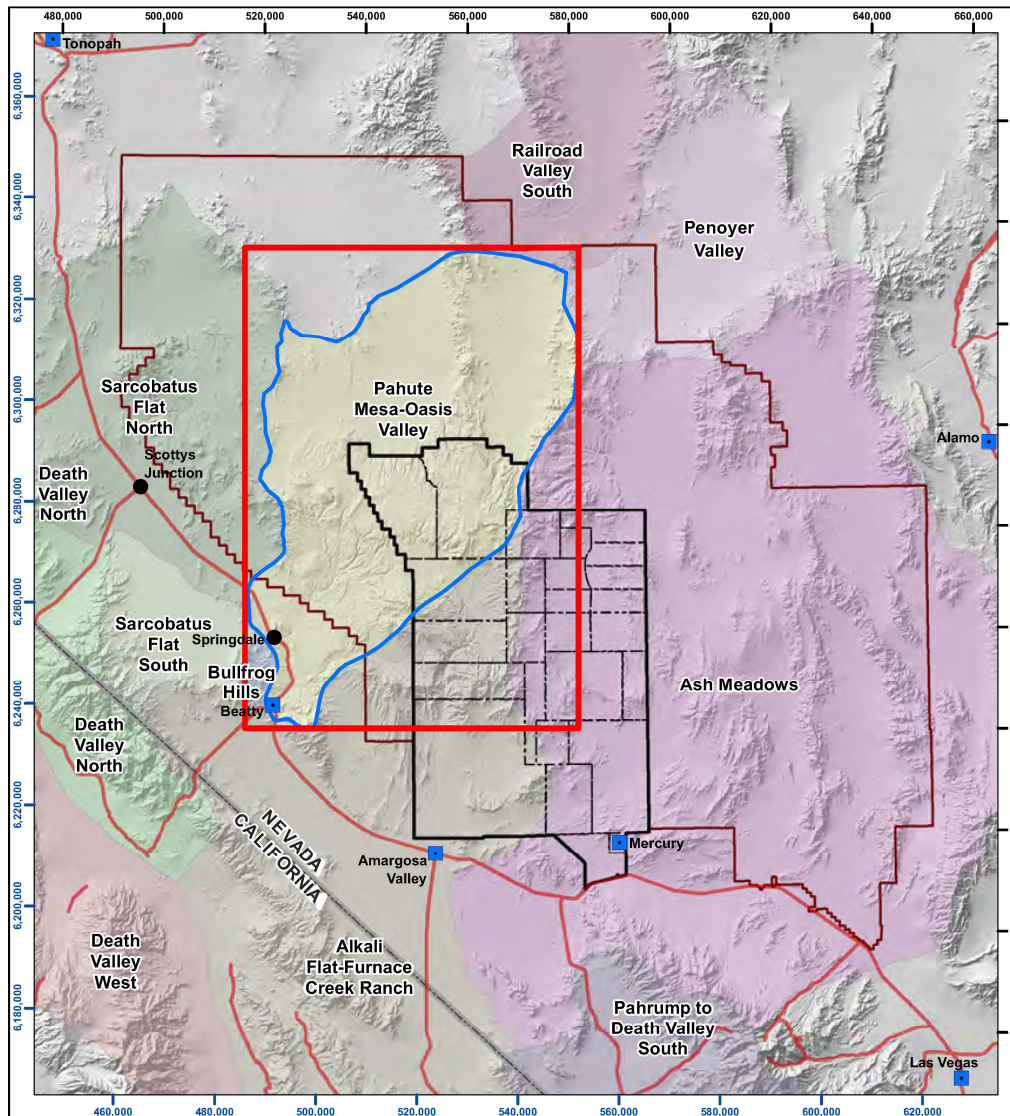 480,000
500,000
520,000
540,000
560,000
580,000
600,000
620,000
640,000
660,000
Tonopah
6,360,000
Railroad
Valley
South
6,340,000
Penoyer
Valley
6,320,000
Pahute
Mesa-Oasis
Valley
Sarcobatus
Flat
North
6,300,000
Alamo
Scottys
Junction
Death
Valley
North
6,280,000
6,260,000
Sarcobatus
Flat
South
Springdale
Bullfrog
Hills
Beatty
Ash Meadows
6,240,000
Death
Valley
North
6,220,000
NEVADA
CALIFORNIA
Amargosa
Valley
Mercury
6,200,000
Death
Valley
West
Alkali
Flat-Furnace
Creek Ranch
6,180,000
Pahrump to
Death Valley
South
Las Vegas
460,000
480,000
500,000
520,000
540,000
560,000
580,000
600,000
620,000